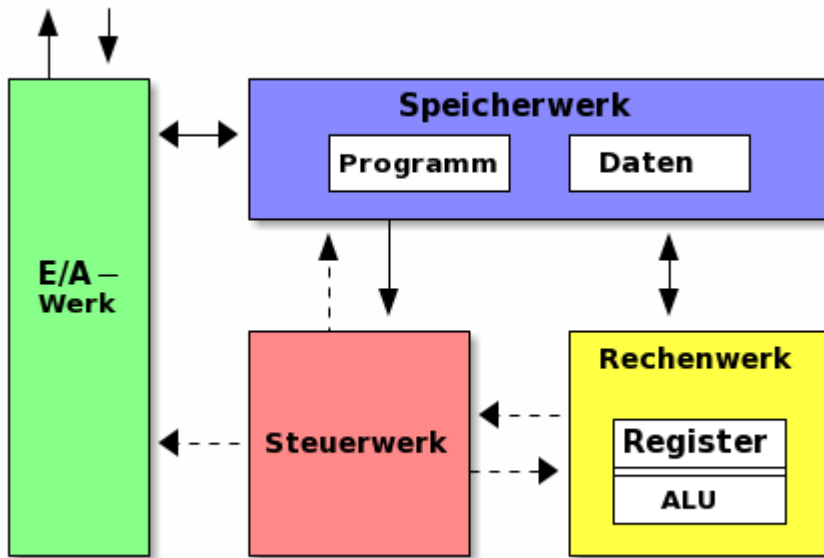 Speicherwerk
Programm
Daten
E/A –
Werk
Steuerwerk
Rechenwerk
Register
ALU